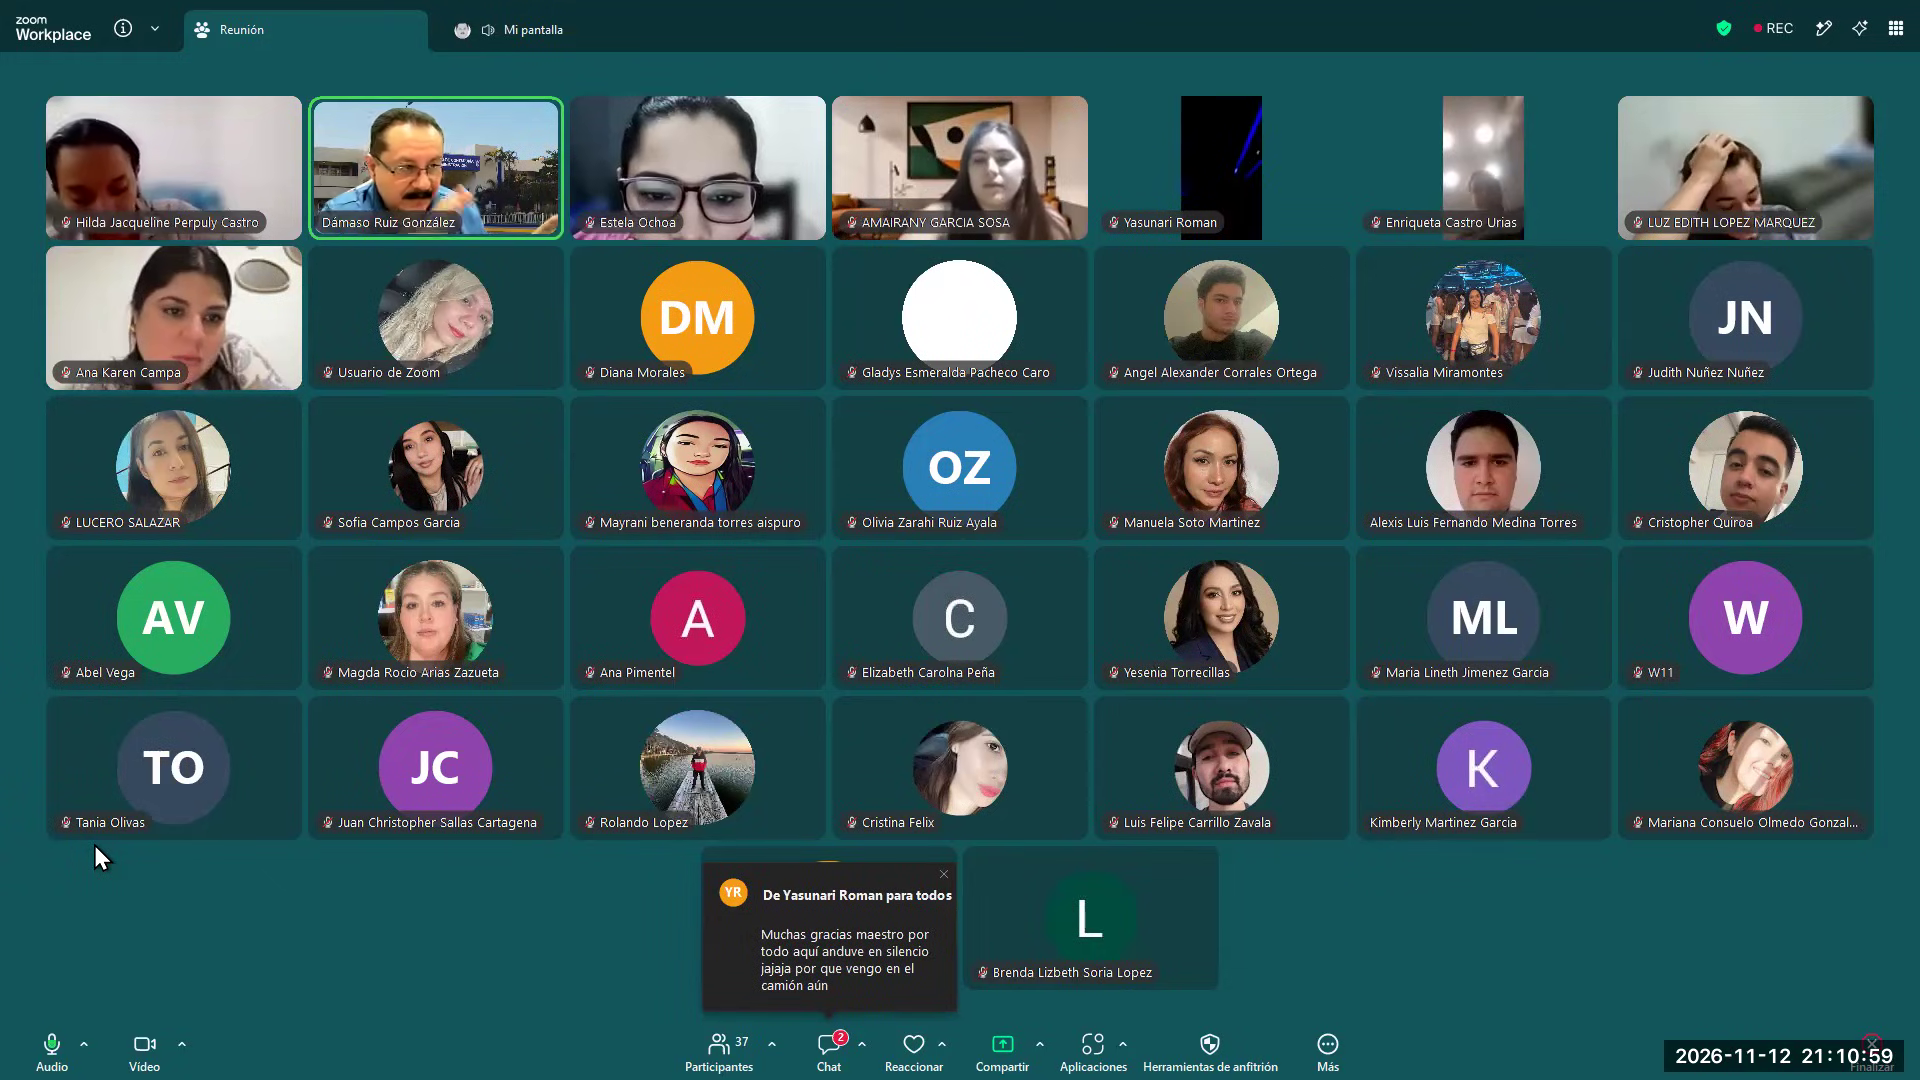 zoom
Workplace
Reunión
Mi pantalla
REC
Hilda Jacqueline Perpuly Castro
Dámaso Ruiz González
Estela Ochoa
AMAIRANY GARCIA SOSA
Yasunari Roman
Enriqueta Castro Urias
LUZ EDITH LOPEZ MARQUEZ
Ana Karen Campa
Usuario de Zoom
DM
Diana Morales
Gladys Esmeralda Pacheco Caro
Angel Alexander Corrales Ortega
Vissalia Miramontes
JN
Judith Nuñez Nuñez
LUCERO SALAZAR
Sofia Campos Garcia
Mayrani beneranda torres aispuro
OZ
Olivia Zarahi Ruiz Ayala
Manuela Soto Martinez
Alexis Luis Fernando Medina Torres
Cristopher Quiroa
AV
Abel Vega
Magda Rocio Arias Zazueta
A
Ana Pimentel
C
Elizabeth Carolna Peña
Yesenia Torrecillas
ML
Maria Lineth Jimenez Garcia
W
W11
TO
Tania Olivas
JC
Juan Christopher Sallas Cartagena
Rolando Lopez
Cristina Felix
Luis Felipe Carrillo Zavala
K
Kimberly Martinez Garcia
Mariana Consuelo Olmedo Gonzal...
YR
De Yasunari Roman para todos
Muchas gracias maestro por
todo aquí anduve en silencio
jajaja por que vengo en el
camión aún
L
Brenda Lizbeth Soria Lopez
Audio
Vídeo
37
Participantes
2
Chat
Reaccionar
Compartir
Aplicaciones
Herramientas de anfitrión
Más
2026-11-12 21:10:59
Finalizar